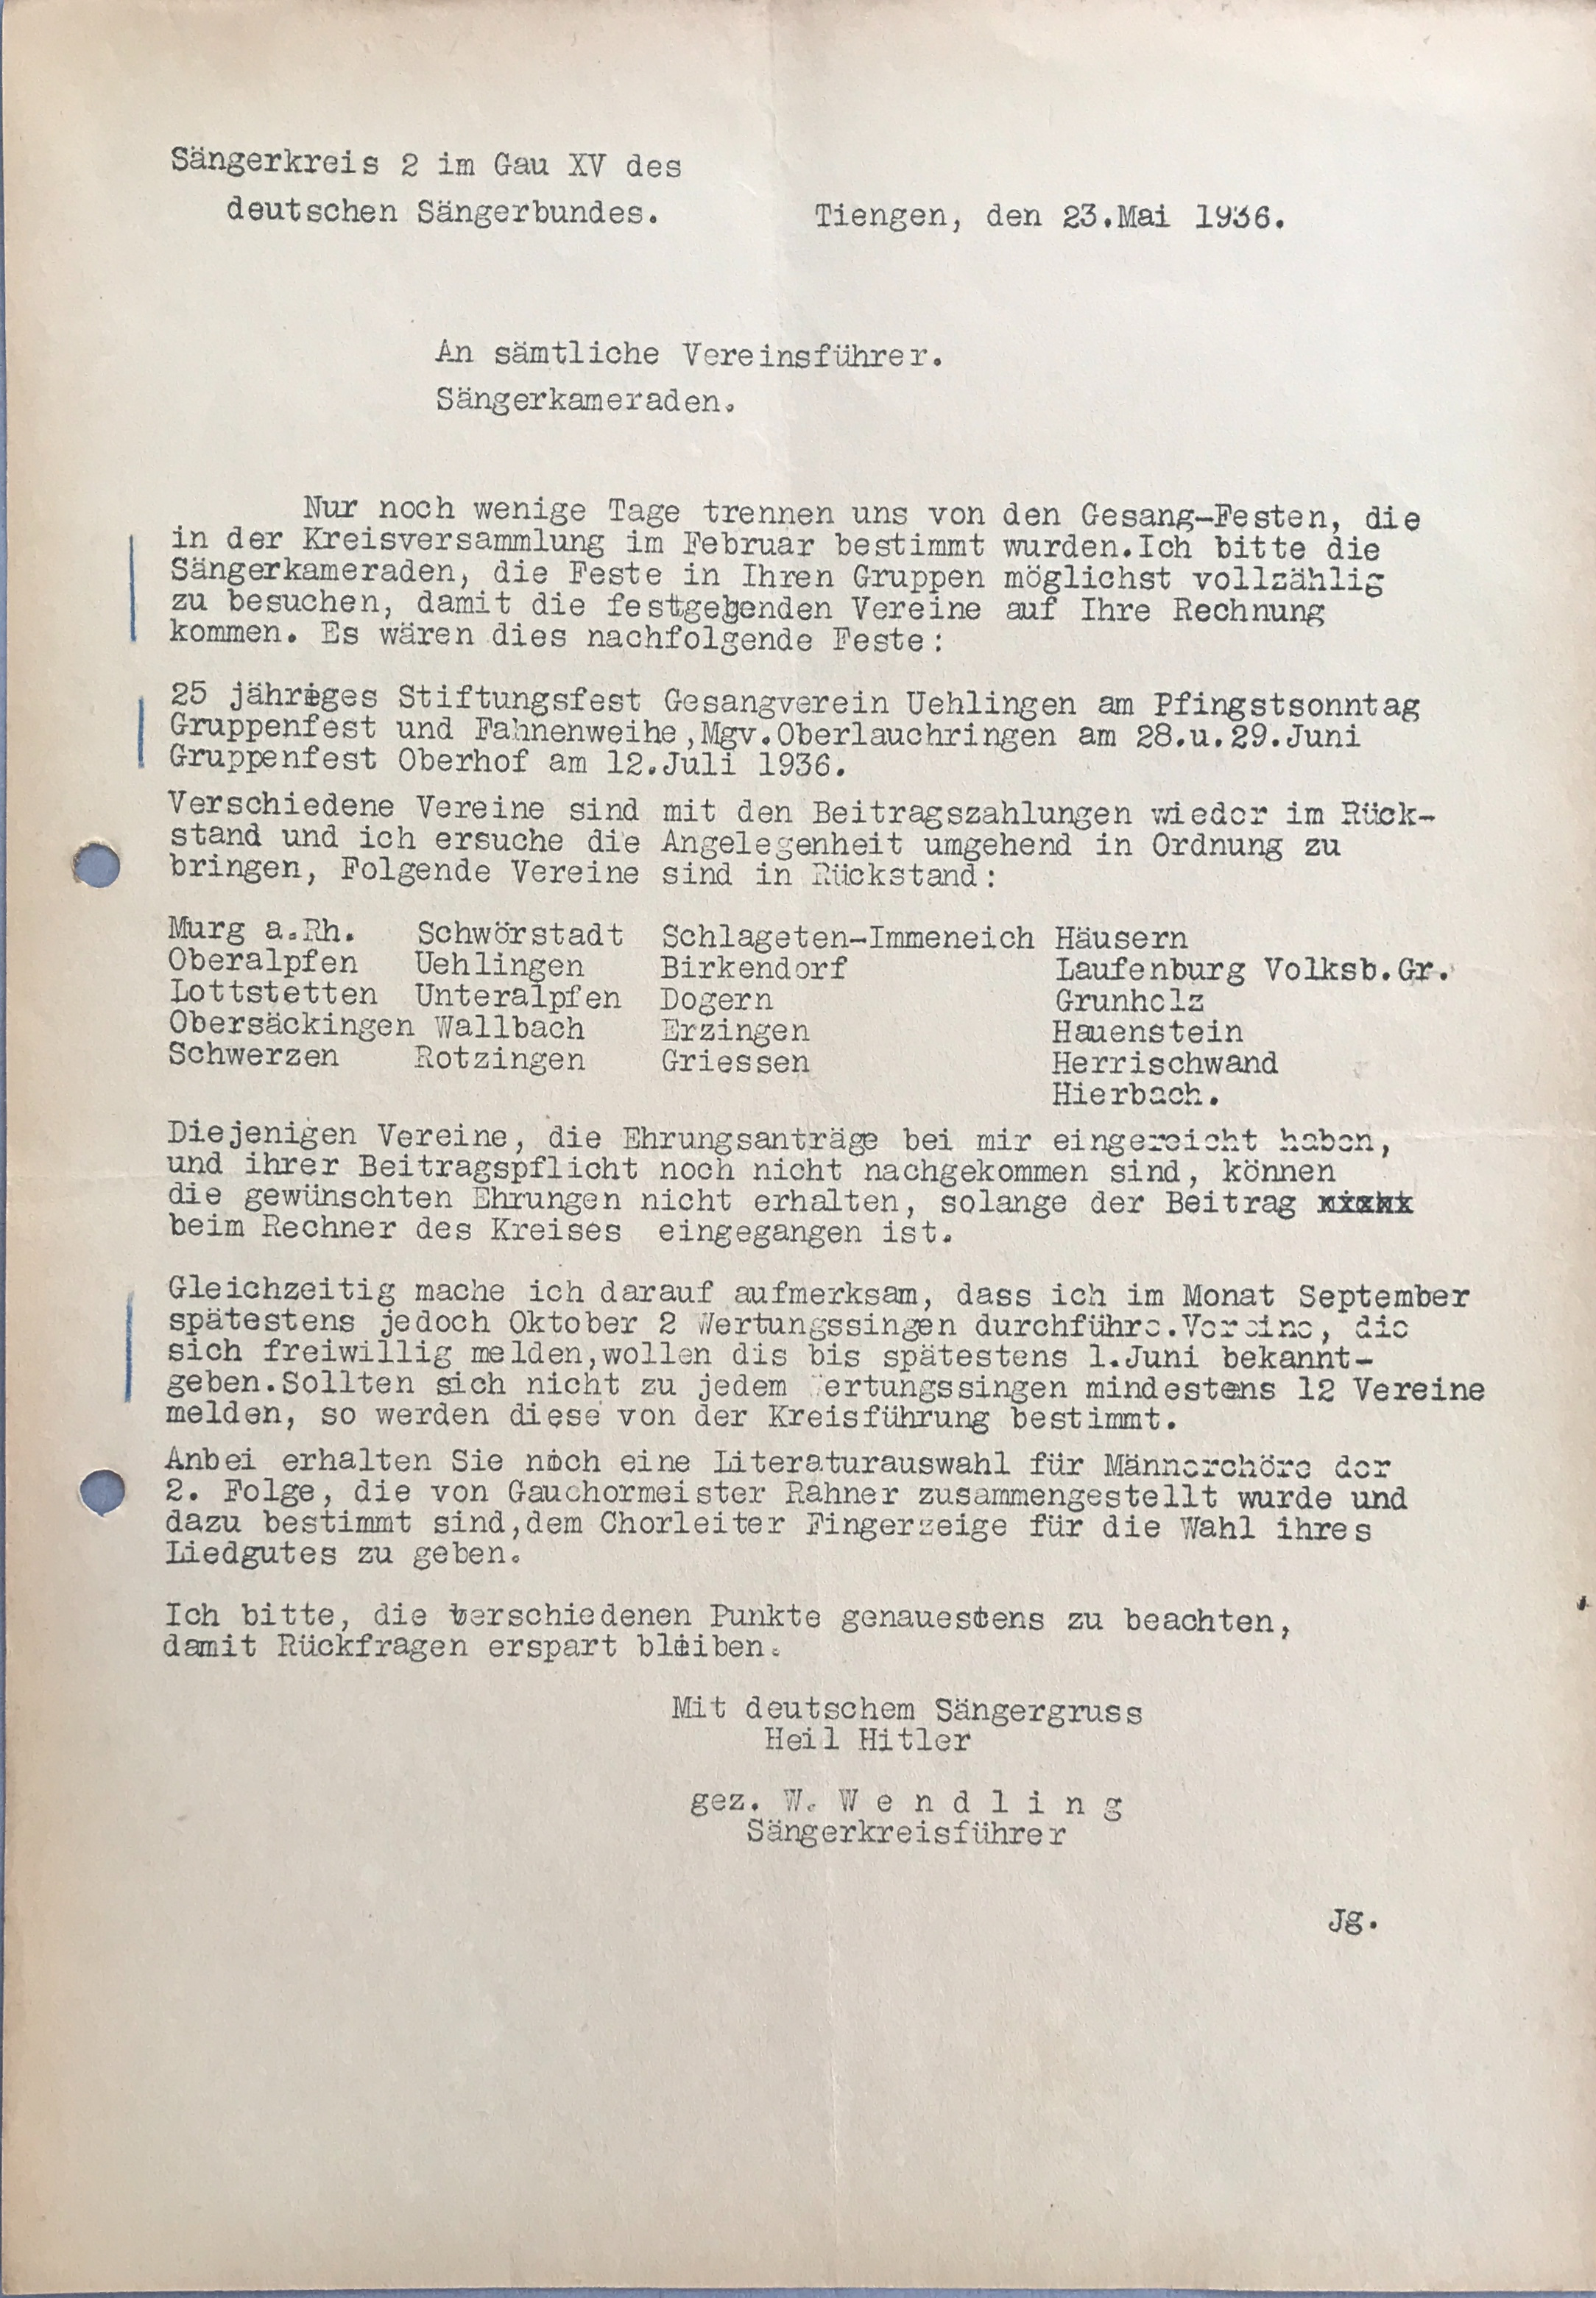 Sängerkreis 2 im Gau XV des
deutschen Sängerbundes.
Tiengen, den 23.Mai 1936.
An sämtliche Vereinsführer.
Sängerkameraden.
Nur noch wenige Tage trennen uns von den Gesang-Festen, die
in der Kreisversammlung im Februar bestimmt wurden.Ich bitte die
Sängerkameraden, die Feste in Ihren Gruppen möglichst vollzählig
zu besuchen, damit die festgebenden Vereine auf Ihre Rechnung
kommen. Es wären dies nachfolgende Feste:
25 jähriges Stiftungsfest Gesangverein Uehlingen am Pfingstsonntag
Gruppenfest und Fahnenweihe,Mgv.Oberlauchringen am 28.u.29.Juni
Gruppenfest Oberhof am 12.Juli 1936.
Verschiedene Vereine sind mit den Beitragszahlungen wieder im Rück-
stand und ich ersuche die Angelegenheit umgehend in Ordnung zu
bringen, Folgende Vereine sind in Rückstand:
Murg a.Rh. Schwörstadt Schlageten-Immeneich Häusern
Oberalpfen Uehlingen Birkendorf Laufenburg Volksb.Gr.
Lottstetten Unteralpfen Dogern Grunholz
Obersäckingen Wallbach Erzingen Hauenstein
Schwerzen Rotzingen Griessen Herrischwand
Hierbach.
Diejenigen Vereine, die Ehrungsanträge bei mir eingereicht haben,
und ihrer Beitragspflicht noch nicht nachgekommen sind, können
die gewünschten Ehrungen nicht erhalten, solange der Beitrag
beim Rechner des Kreises eingegangen ist.
Gleichzeitig mache ich darauf aufmerksam, dass ich im Monat September
spätestens jedoch Oktober 2 Wertungssingen durchführe.Vereine, die
sich freiwillig melden,wollen dis bis spätestens 1.Juni bekannt-
geben.Sollten sich nicht zu jedem Wertungssingen mindestens 12 Vereine
melden, so werden diese von der Kreisführung bestimmt.
Anbei erhalten Sie noch eine Literaturauswahl für Männerchöre der
2. Folge, die von Gauchormeister Rahner zusammengestellt wurde und
dazu bestimmt sind,dem Chorleiter Fingerzeige für die Wahl ihres
Liedgutes zu geben.
Ich bitte, die verschiedenen Punkte genauestens zu beachten,
damit Rückfragen erspart bleiben.
Mit deutschem Sängergruss
Heil Hitler
gez. W. Wendling
Sängerkreisführer
Jg.